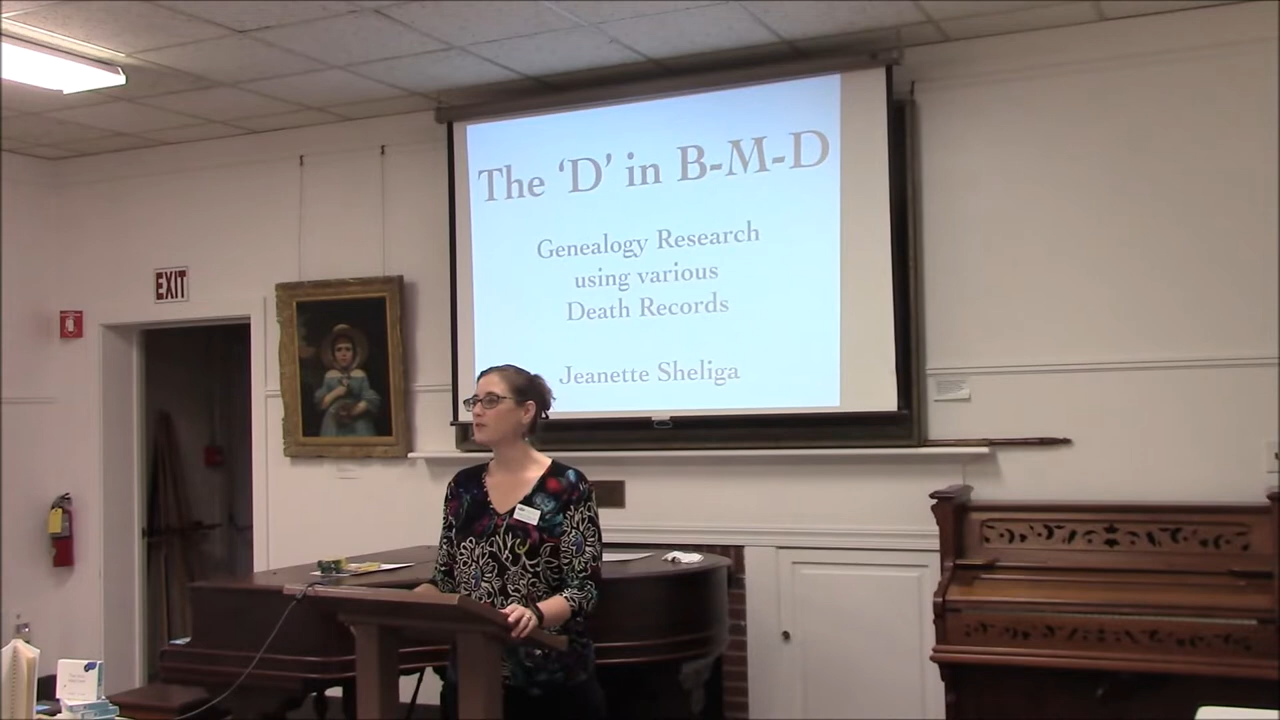 The ‘D’ in B-M-D
Genealogy Research
using various
Death Records
Jeanette Sheliga
EXIT